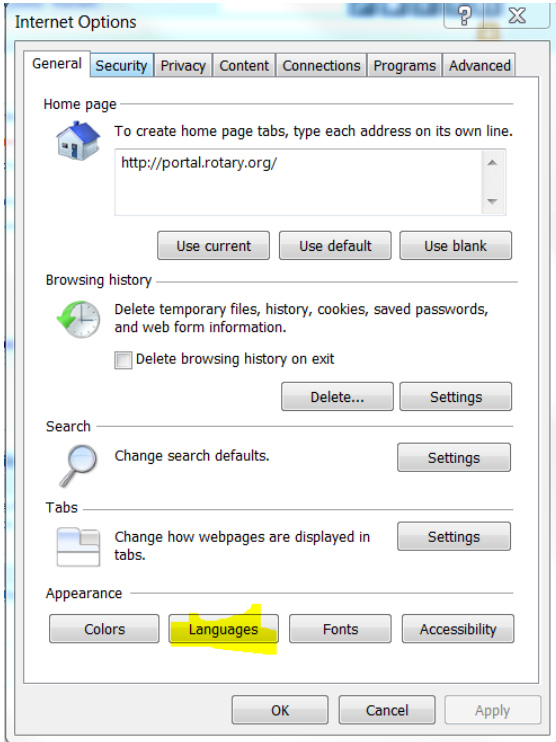 Internet Options
General Security Privacy Content Connections Programs Advanced
Home page
To create home page tabs, type each address on its own line.
http://portal.rotary.org/
Use current Use default Use blank
Browsing history
Delete temporary files, history, cookies, saved passwords,
and web form information.
Delete browsing history on exit
Delete... Settings
Search
Change search defaults. Settings
Tabs
Change how webpages are displayed in Settings
tabs.
Appearance
Colors Languages Fonts Accessibility
OK Cancel Apply